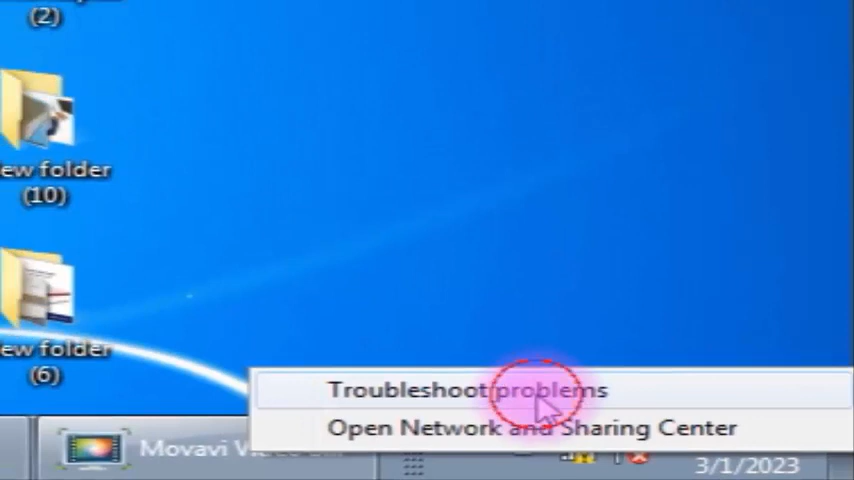 (2)
ew folder
(10)
ew folder
(6)
Troubleshoot problems
Open Network and Sharing Center
Movavi
3/1/2023